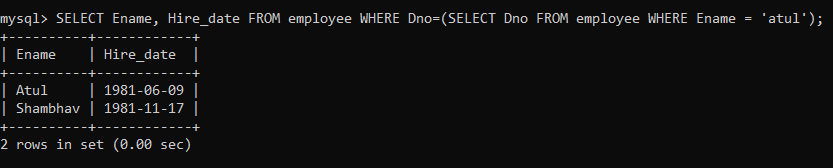 mysql> SELECT Ename, Hire_date FROM employee WHERE Dno=(SELECT Dno FROM employee WHERE Ename = 'atul');
+----------+------------+
| Ename    | Hire_date  |
+----------+------------+
| Atul     | 1981-06-09 |
| Shambhav | 1981-11-17 |
+----------+------------+
2 rows in set (0.00 sec)